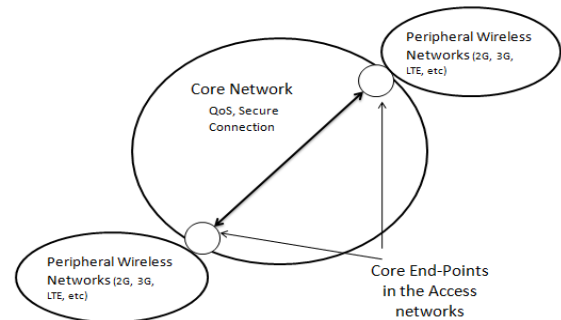 Peripheral Wireless
Networks (2G, 3G,
LTE, etc)
Core Network
QoS, Secure
Connection
Peripheral Wireless
Networks (2G, 3G,
LTE, etc)
Core End-Points
in the Access
networks